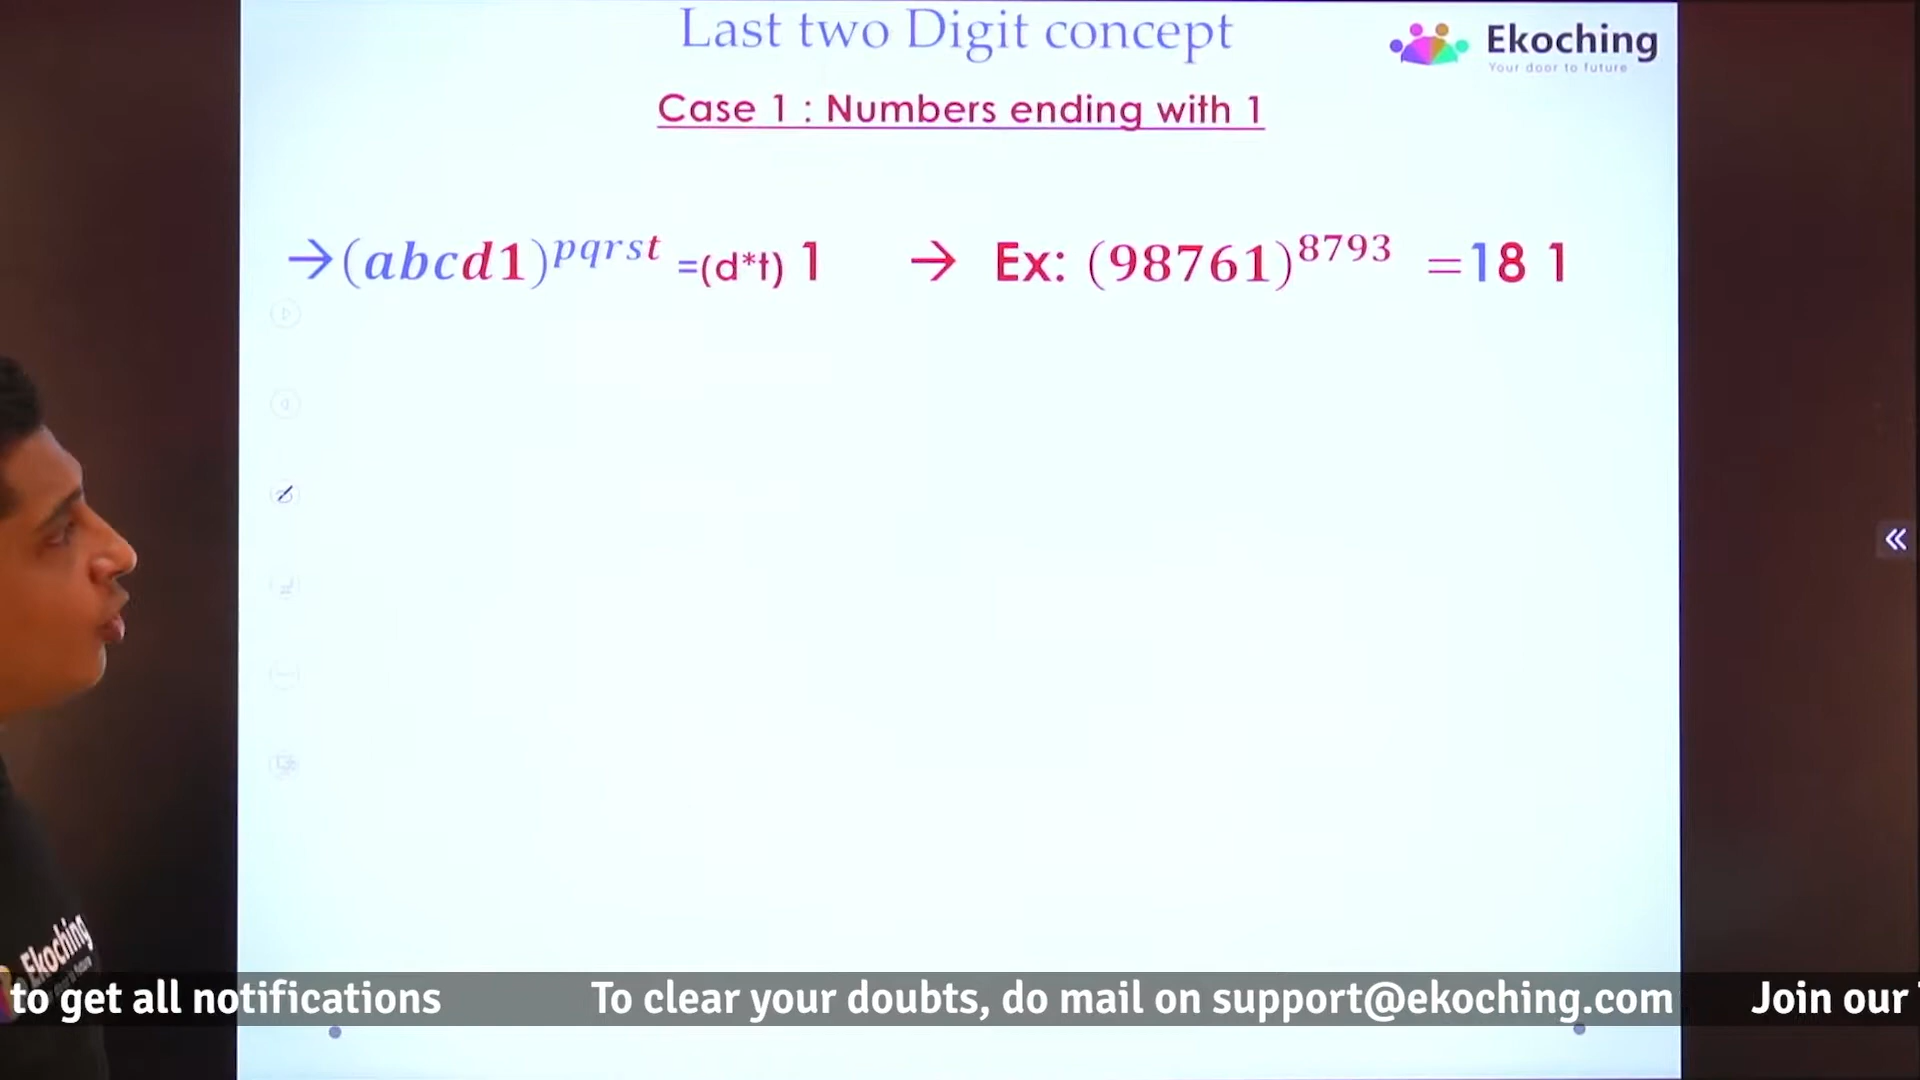 Last two Digit concept
Ekoching
Your door to future
Case 1 : Numbers ending with 1
→(abcd1)^pqrst =(d*t) 1
→ Ex: (98761)^8793 =18 1
«
Ekoching
to get all notifications To clear your doubts, do mail on support@ekoching.com Join our